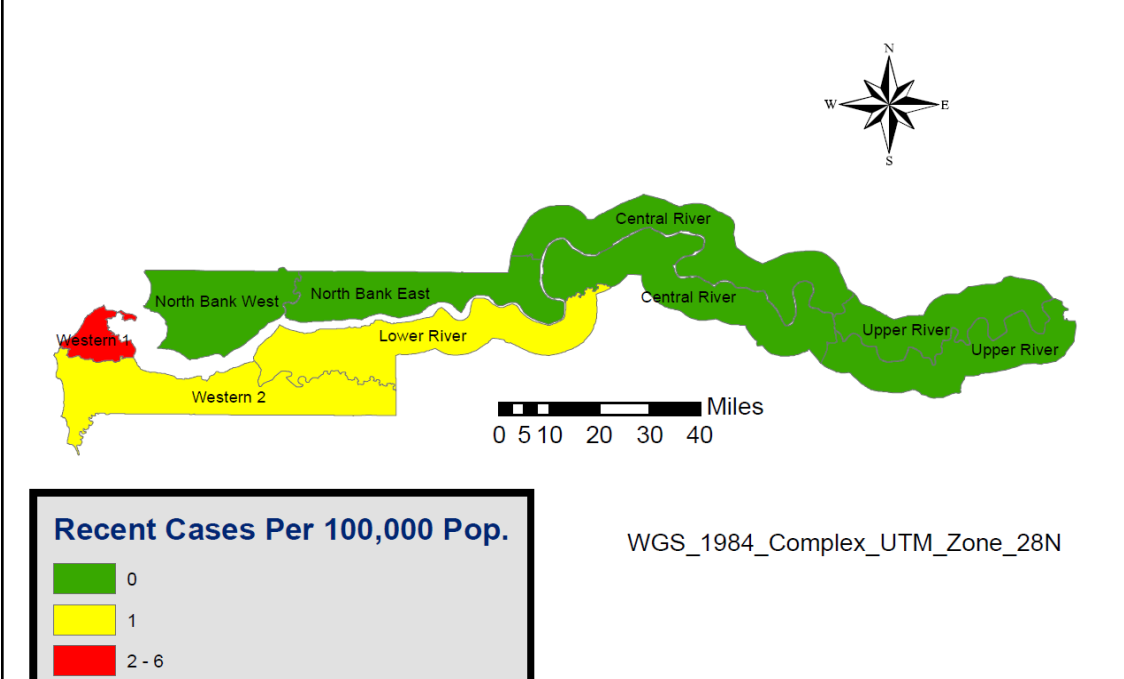 N
W
E
S
Central River
North Bank West
North Bank East
Central River
Western 1
Lower River
Upper River
Upper River
Western 2
Miles
0 5 10 20 30 40
Recent Cases Per 100,000 Pop.
WGS_1984_Complex_UTM_Zone_28N
0
1
2 - 6